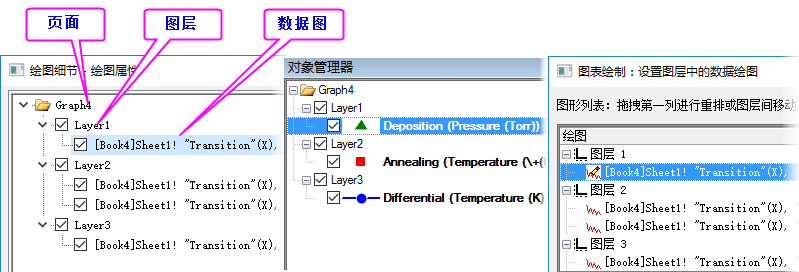 页面
图层
数据图
绘图细节 - 绘图属性
Graph4
Layer1
[Book4]Sheet1! "Transition"(X),
Layer2
[Book4]Sheet1! "Transition"(X),
[Book4]Sheet1! "Transition"(X),
Layer3
[Book4]Sheet1! "Transition"(X),
对象管理器
Graph4
Layer1
Deposition (Pressure (Torr))
Layer2
Annealing (Temperature (\+(
Layer3
Differential (Temperature (K)
图表绘制：设置图层中的数据绘图
图形列表：拖拽第一列进行重排或图层间移动
绘图
图层 1
[Book4]Sheet1! "Transition"(X),
图层 2
[Book4]Sheet1! "Transition"(X),
[Book4]Sheet1! "Transition"(X),
图层 3
[Book4]Sheet1! "Transition"(X),